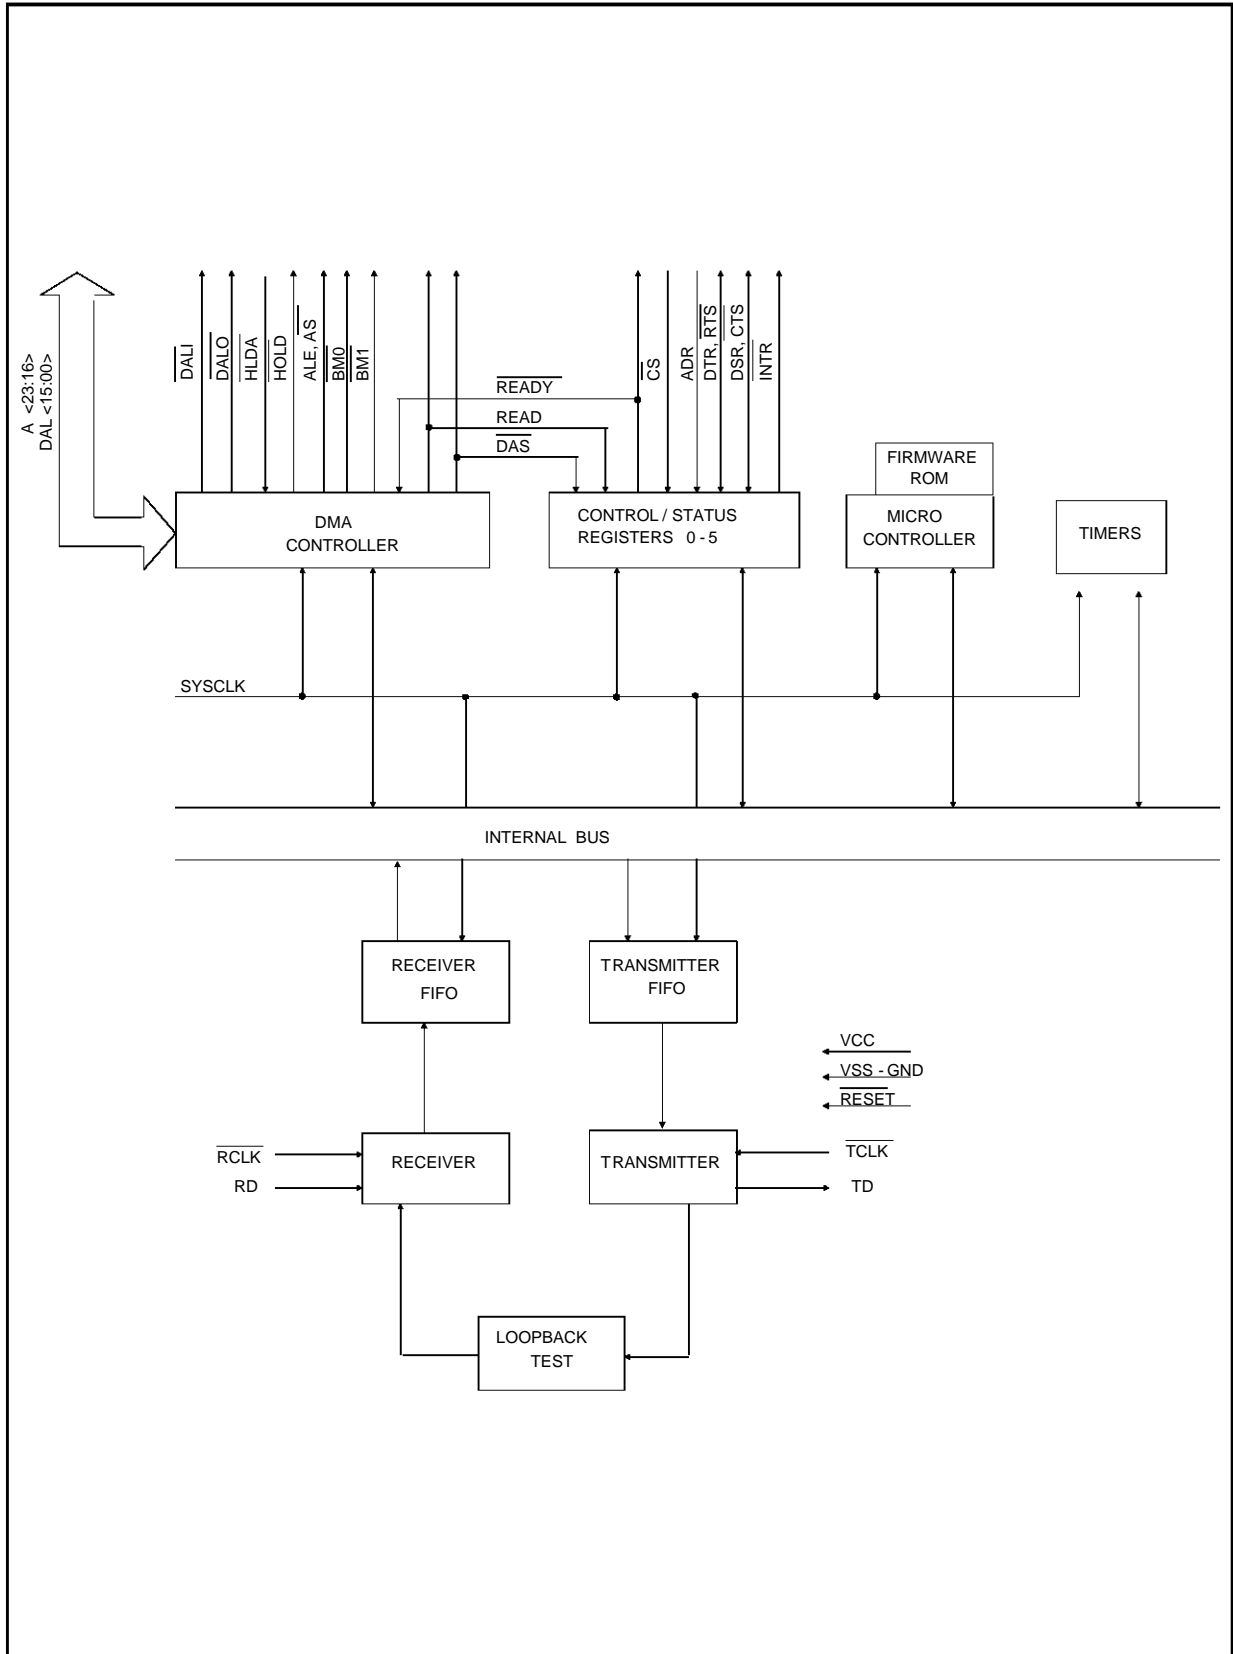 A <23:16>
DAL <15:00>
DALI
DALO
HLDA
HOLD
ALE, AS
BM0
BM1
READY
READ
DAS
CS
ADR
DTR, RTS
DSR, CTS
INTR
FIRMWARE
ROM
DMA
CONTROLLER
CONTROL / STATUS
REGISTERS 0 - 5
MICRO
CONTROLLER
TIMERS
SYSCLK
INTERNAL BUS
RECEIVER
FIFO
TRANSMITTER
FIFO
VCC
VSS - GND
RESET
RCLK
RD
RECEIVER
TRANSMITTER
TCLK
TD
LOOPBACK
TEST